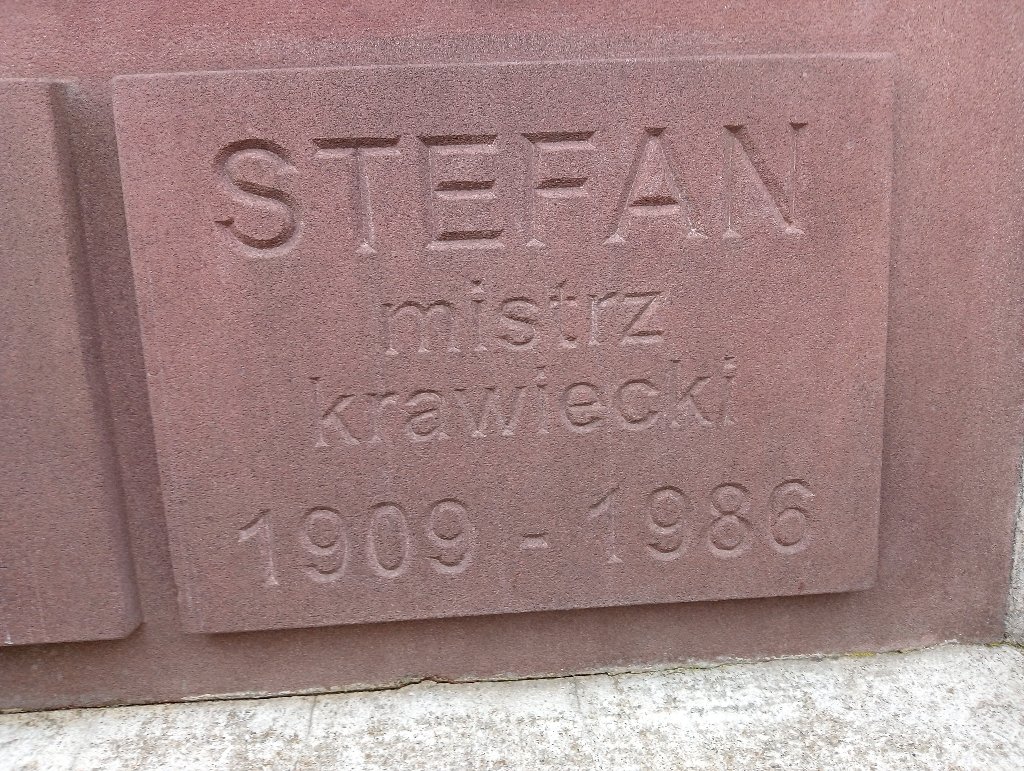 STEFAN
mistrz
krawiecki
1909 - 1986